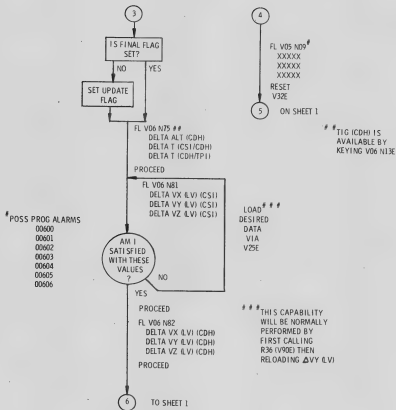 3
IS FINAL FLAG
SET?
NO
YES
SET UPDATE
FLAG
FL V06 N75 ##
DELTA ALT (CDH)
DELTA T (CSI/CDH)
DELTA T (CDH/TPI)
PROCEED
FL V06 N81
DELTA VX (LV) (CSI)
DELTA VY (LV) (CSI)
DELTA VZ (LV) (CSI)
#POSS PROG ALARMS
00600
00601
00602
00603
00604
00605
00606
AM I
SATISFIED
WITH THESE
VALUES
?
NO
YES
LOAD###
DESIRED
DATA
VIA
V25E
PROCEED
FL V06 N82
DELTA VX (LV) (CDH)
DELTA VY (LV) (CDH)
DELTA VZ (LV) (CDH)
PROCEED
6
TO SHEET 1
4
FL V05 N09#
XXXXX
XXXXX
XXXXX
RESET
V32E
5
ON SHEET 1
##TIG (CDH) IS
AVAILABLE BY
KEYING V06 N13E
###THIS CAPABILITY
WILL BE NORMALLY
PERFORMED BY
FIRST CALLING
R36 (V90E) THEN
RELOADING ΔVY (LV)